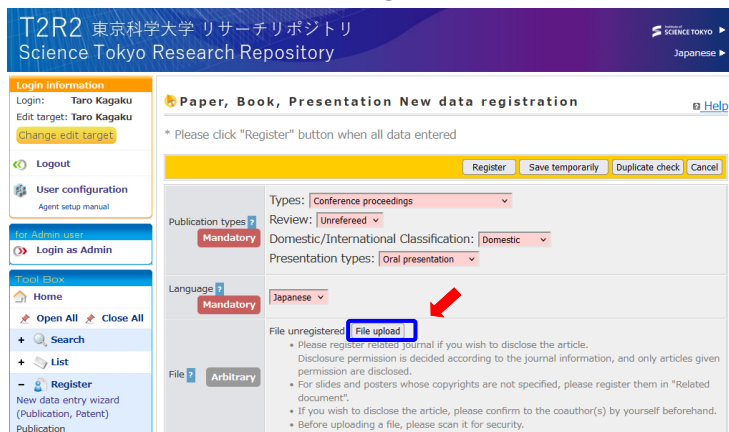 T2R2 東京科学大学 リサーチリポジトリ
Science Tokyo Research Repository
Institute of
SCIENCE TOKYO ▶
Japanese ▶
Login information
Login: Taro Kagaku
Edit target: Taro Kagaku
Change edit target
Logout
User configuration
Agent setup manual
for Admin user
Login as Admin
Tool Box
Home
Open All Close All
+ Search
+ List
− Register
New data entry wizard
(Publication, Patent)
Publication
Paper, Book, Presentation New data registration
Help
* Please click "Register" button when all data entered
Register Save temporarily Duplicate check Cancel
Publication types ?
Mandatory
Types: Conference proceedings
Review: Unrefereed
Domestic/International Classification: Domestic
Presentation types: Oral presentation
Language ?
Mandatory
Japanese
File ? Arbitrary
File unregistered File upload
• Please register related journal if you wish to disclose the article.
Disclosure permission is decided according to the journal information, and only articles given
permission are disclosed.
• For slides and posters whose copyrights are not specified, please register them in "Related
document".
• If you wish to disclose the article, please confirm to the coauthor(s) by yourself beforehand.
• Before uploading a file, please scan it for security.